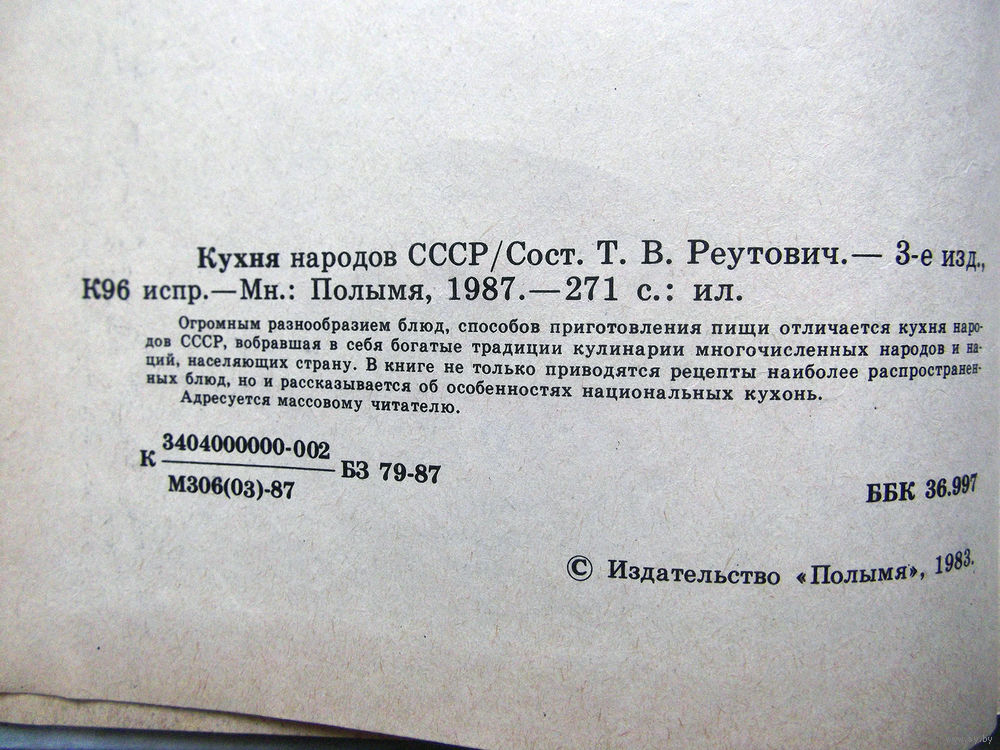 Кухня народов СССР/Сост. Т. В. Реутович.— 3-е изд.,
К96 испр.—Мн.: Полымя, 1987.—271 с.: ил.
Огромным разнообразием блюд, способов приготовления пищи отличается кухня наро-
дов СССР, вобравшая в себя богатые традиции кулинарии многочисленных народов и на-
ций, населяющих страну. В книге не только приводятся рецепты наиболее распространен-
ных блюд, но и рассказывается об особенностях национальных кухонь.
Адресуется массовому читателю.
К 3404000000-002 БЗ 79-87
М306(03)-87
ББК 36.997
© Издательство «Полымя», 1983.